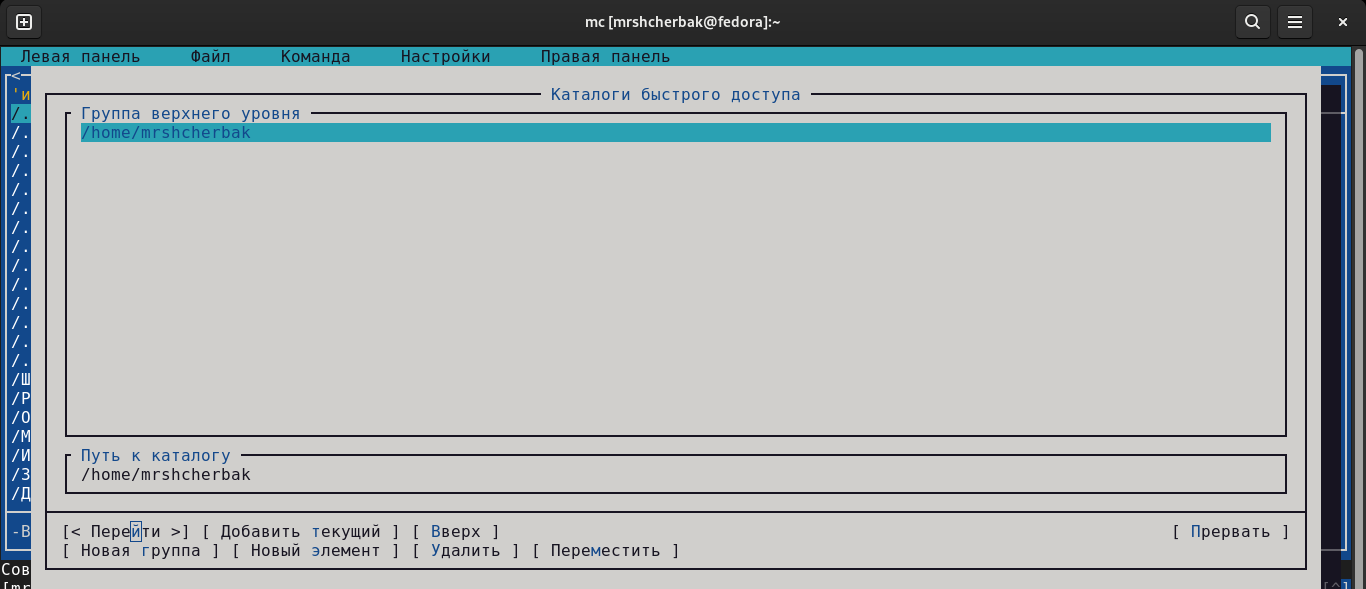 mc [mrshcherbak@fedora]:~
Левая панель Файл Команда Настройки Правая панель
<
'и
Каталоги быстрого доступа
/.
Группа верхнего уровня
/.
/home/mrshcherbak
/.
/.
/.
/.
/.
/.
/.
/.
/.
/.
/.
/.
/Ш
/Р
/О
/М
/И
Путь к каталогу
/З
/home/mrshcherbak
/Д
-В
[< Перейти >] [ Добавить текущий ] [ Вверх ] [ Прервать ]
[ Новая группа ] [ Новый элемент ] [ Удалить ] [ Переместить ]
Сов
[mr
[^]